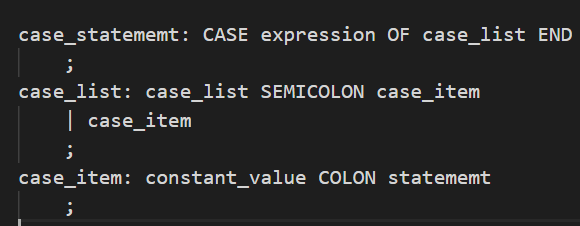 case_statememt: CASE expression OF case_list END
;
case_list: case_list SEMICOLON case_item
| case_item
;
case_item: constant_value COLON statememt
;